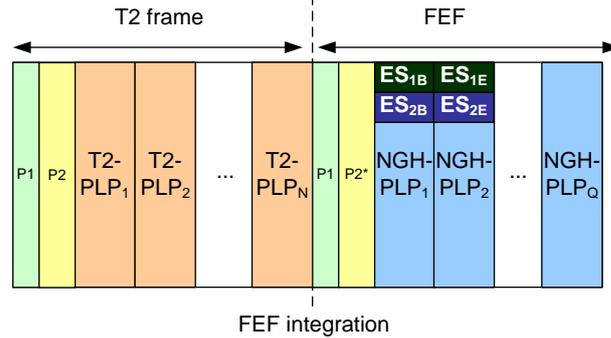 T2 frame
FEF
P1
P2
T2-
PLP1
T2-
PLP2
...
T2-
PLPN
P1
P2*
ES1B
ES1E
ES2B
ES2E
NGH-
PLP1
NGH-
PLP2
...
NGH-
PLPQ
FEF integration